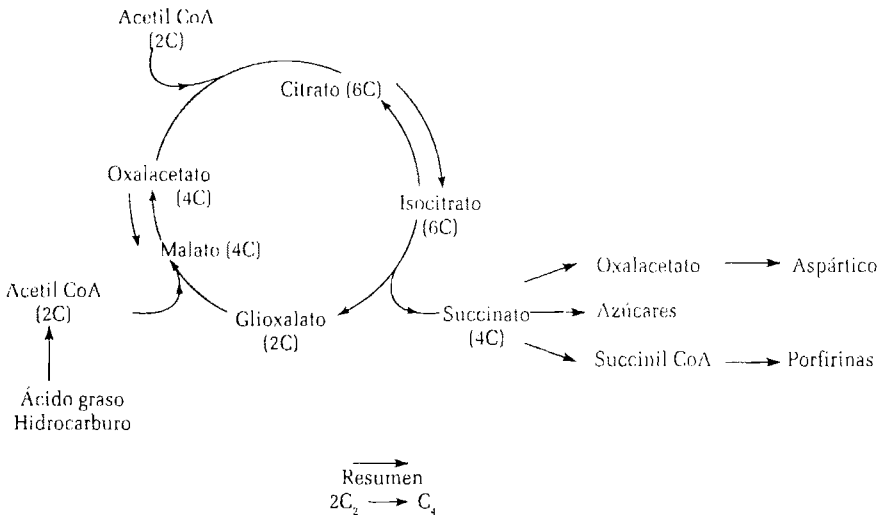 Acetil CoA
(2C)
Citrato (6C)
Oxalacetato
(4C)
Isocitrato
(6C)
Malato (4C)
Acetil CoA
(2C)
Glioxalato
(2C)
Succinato
(4C)
Oxalacetato
Aspártico
Azúcares
Succinil CoA
Porfirinas
Ácido graso
Hidrocarburo
Resumen
2C₂ → C₄